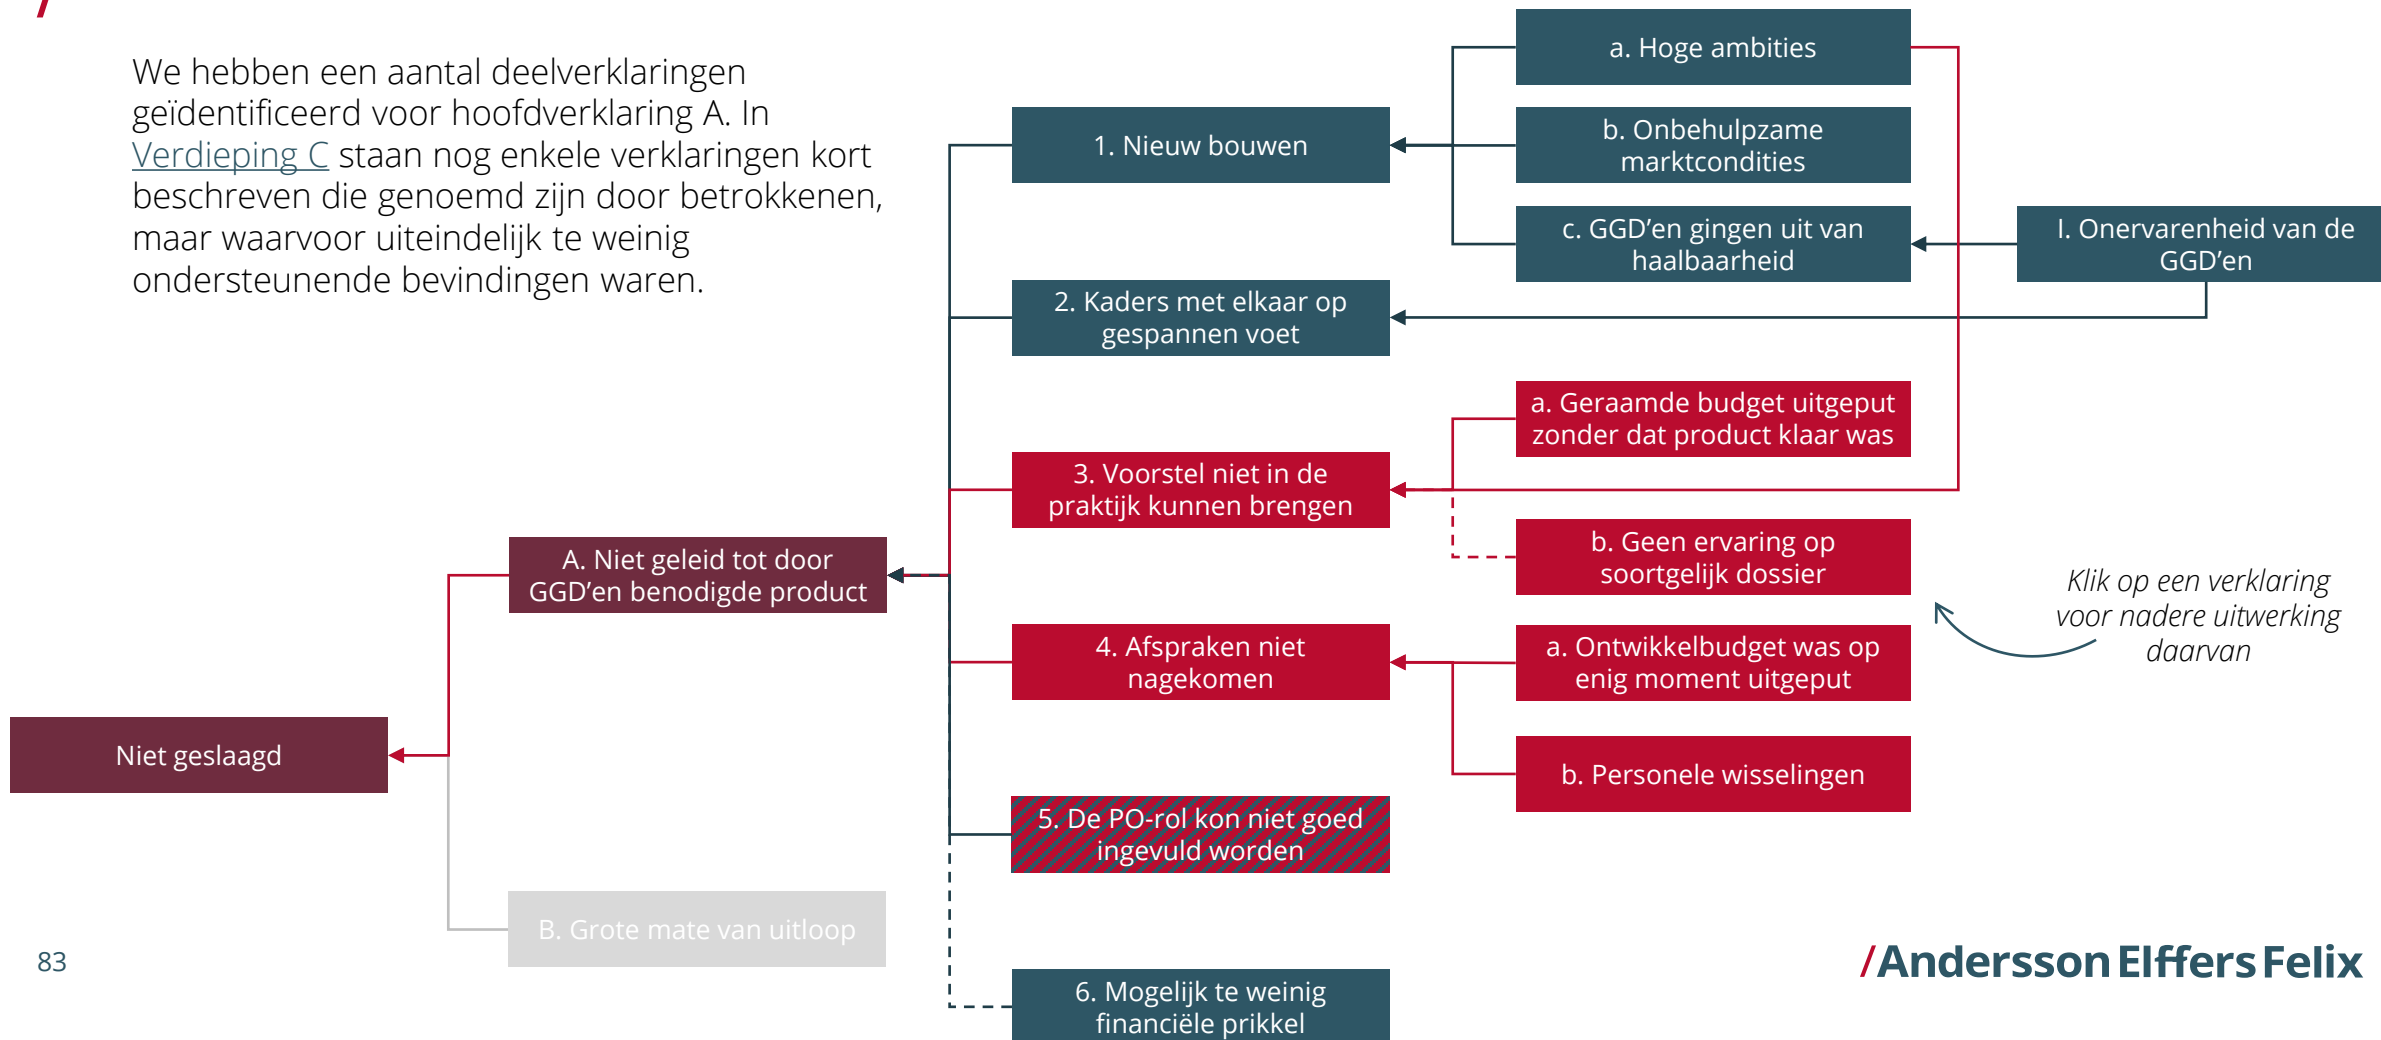 We hebben een aantal deelverklaringen
geïdentificeerd voor hoofdverklaring A. In
Verdieping C staan nog enkele verklaringen kort
beschreven die genoemd zijn door betrokkenen,
maar waarvoor uiteindelijk te weinig
ondersteunende bevindingen waren.
Niet geslaagd
A. Niet geleid tot door
GGD’en benodigde product
B. Grote mate van uitloop
1. Nieuw bouwen
2. Kaders met elkaar op
gespannen voet
3. Voorstel niet in de
praktijk kunnen brengen
4. Afspraken niet
nagekomen
5. De PO-rol kon niet goed
ingevuld worden
6. Mogelijk te weinig
financiële prikkel
a. Hoge ambities
b. Onbehulpzame
marktcondities
c. GGD’en gingen uit van
haalbaarheid
I. Onervarenheid van de
GGD’en
a. Geraamde budget uitgeput
zonder dat product klaar was
b. Geen ervaring op
soortgelijk dossier
a. Ontwikkelbudget was op
enig moment uitgeput
b. Personele wisselingen
Klik op een verklaring
voor nadere uitwerking
daarvan
83
/Andersson Elffers Felix